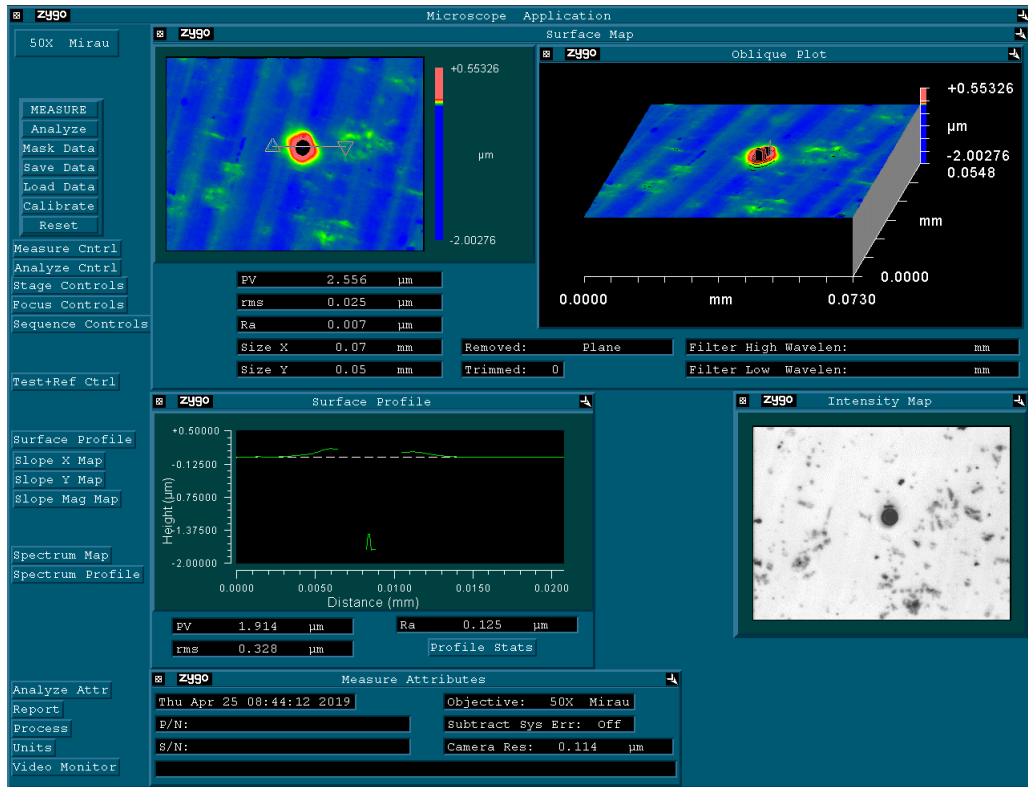 zygo Microscope Application
50X Mirau
MEASURE
Analyze
Mask Data
Save Data
Load Data
Calibrate
Reset
Measure Cntrl
Analyze Cntrl
Stage Controls
Focus Controls
Sequence Controls
Test+Ref Ctrl
Surface Profile
Slope X Map
Slope Y Map
Slope Mag Map
Spectrum Map
Spectrum Profile
Analyze Attr
Report
Process
Units
Video Monitor
zygo Surface Map
+0.55326
µm
-2.00276
PV 2.556 µm
rms 0.025 µm
Ra 0.007 µm
Size X 0.07 mm
Size Y 0.05 mm
Removed: Plane
Trimmed: 0
Filter High Wavelen: mm
Filter Low Wavelen: mm
zygo Oblique Plot
+0.55326
µm
-2.00276
0.0548
mm
0.0000
0.0000 mm 0.0730
zygo Surface Profile
+0.50000
-0.12500
-0.75000
-1.37500
-2.00000
Height (µm)
0.0000 0.0050 0.0100 0.0150 0.0200
Distance (mm)
PV 1.914 µm
rms 0.328 µm
Ra 0.125 µm
Profile Stats
zygo Intensity Map
zygo Measure Attributes
Thu Apr 25 08:44:12 2019
P/N:
S/N:
Objective: 50X Mirau
Subtract Sys Err: Off
Camera Res: 0.114 µm